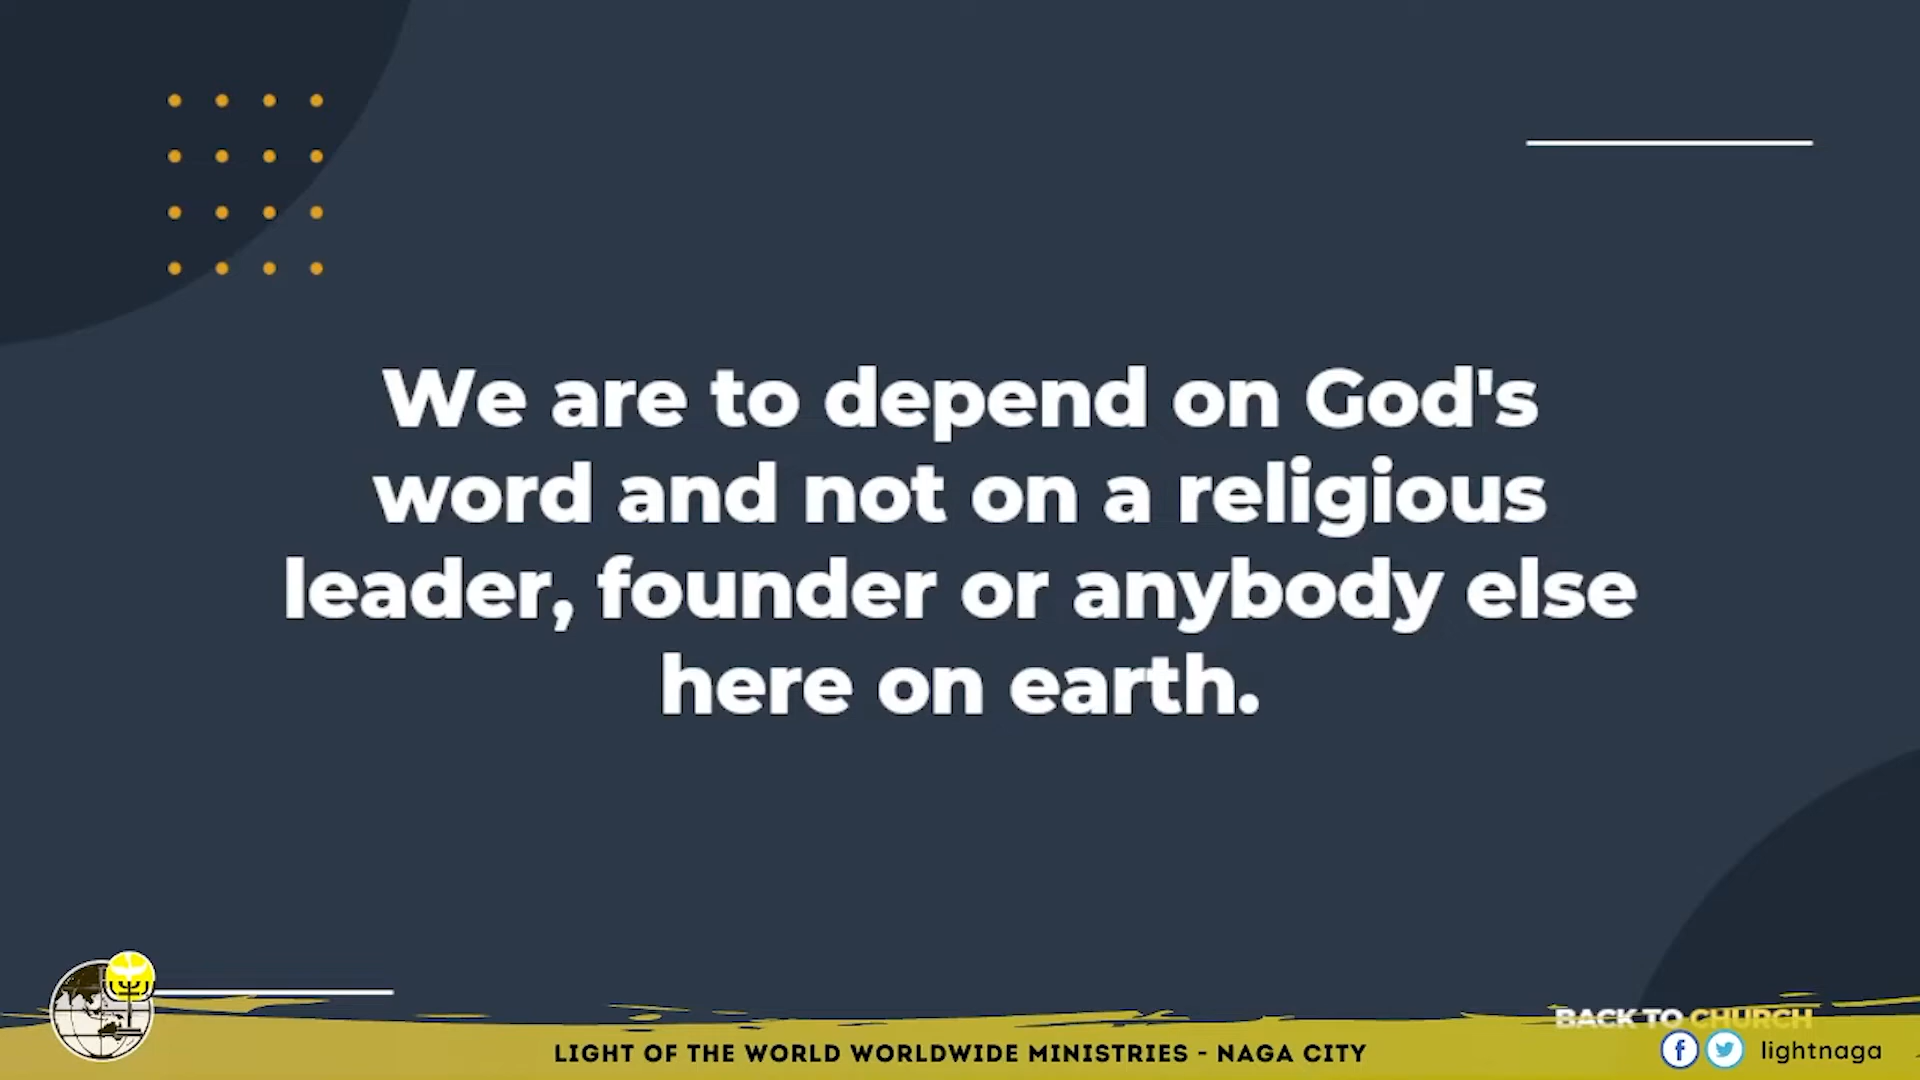 We are to depend on God's
word and not on a religious
leader, founder or anybody else
here on earth.
BACK TO CHURCH
LIGHT OF THE WORLD WORLDWIDE MINISTRIES - NAGA CITY
lightnaga